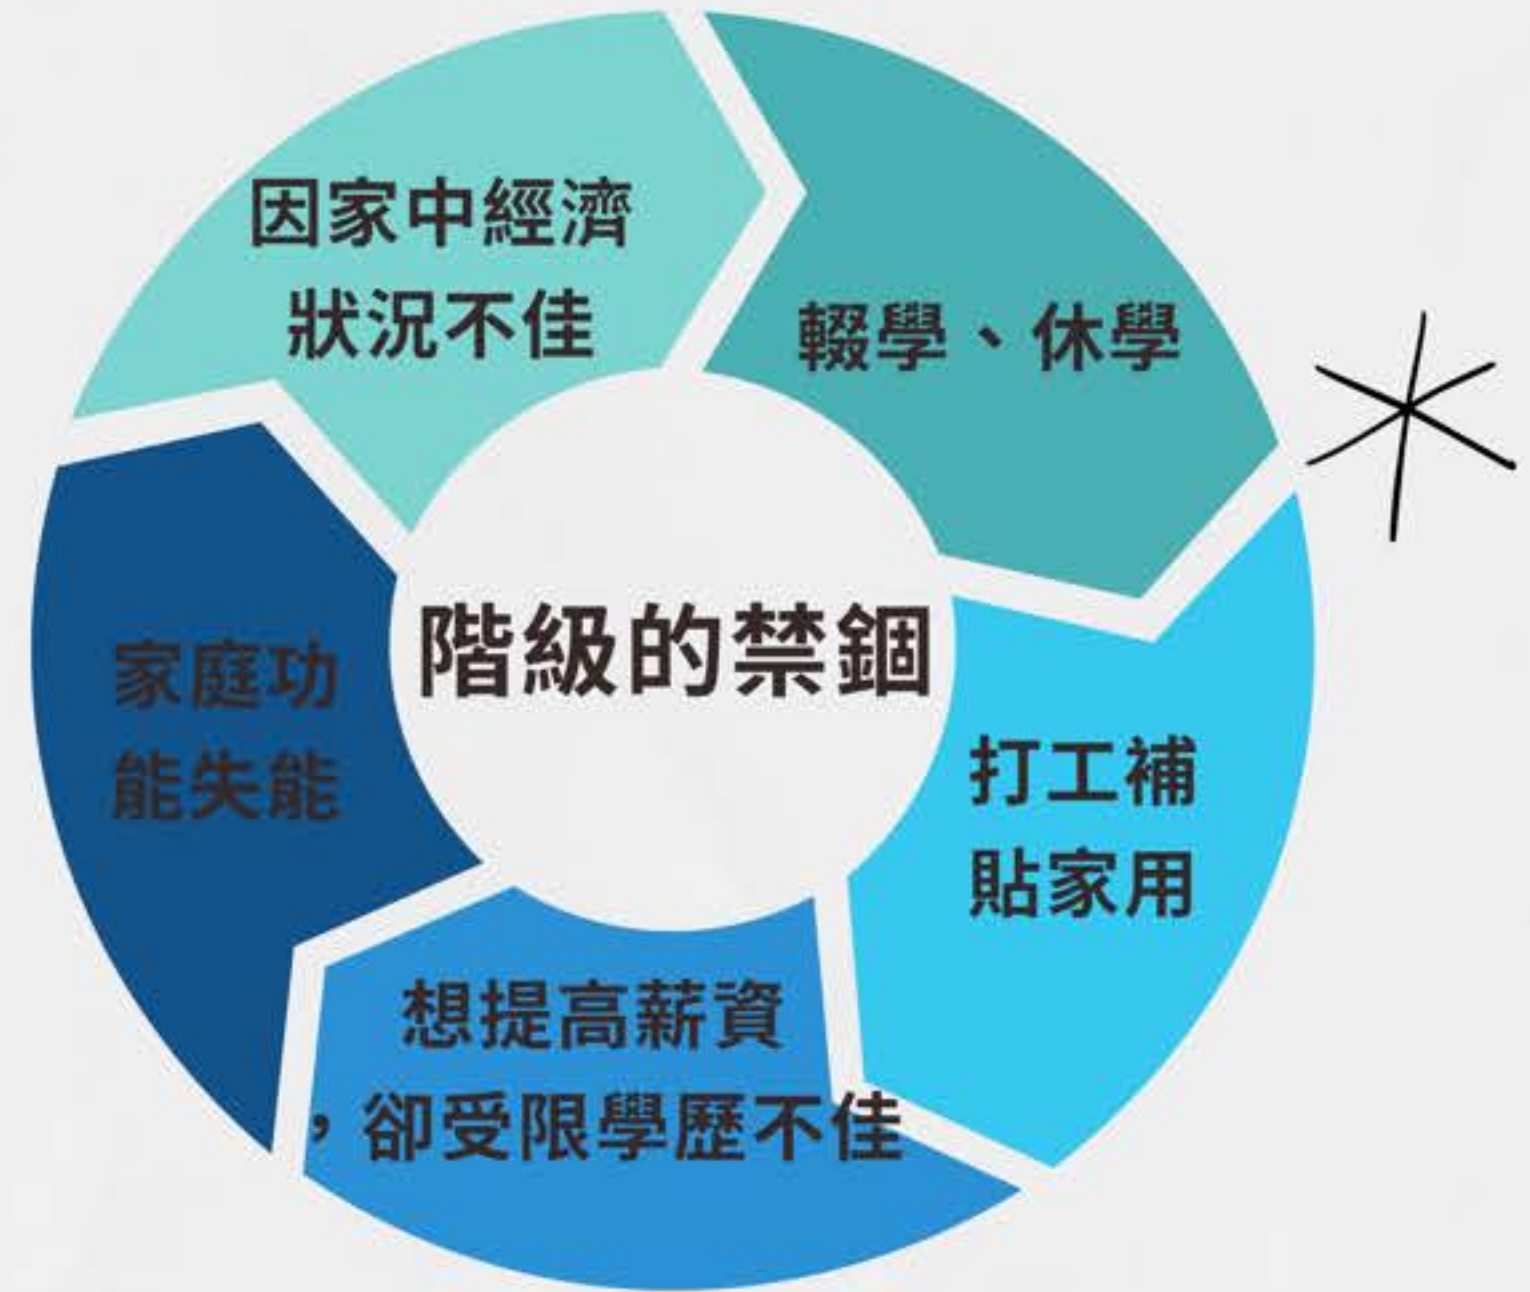 因家中經濟
狀況不佳
輟學、休學
打工補
貼家用
想提高薪資
，卻受限學歷不佳
家庭功
能失能
階級的禁錮